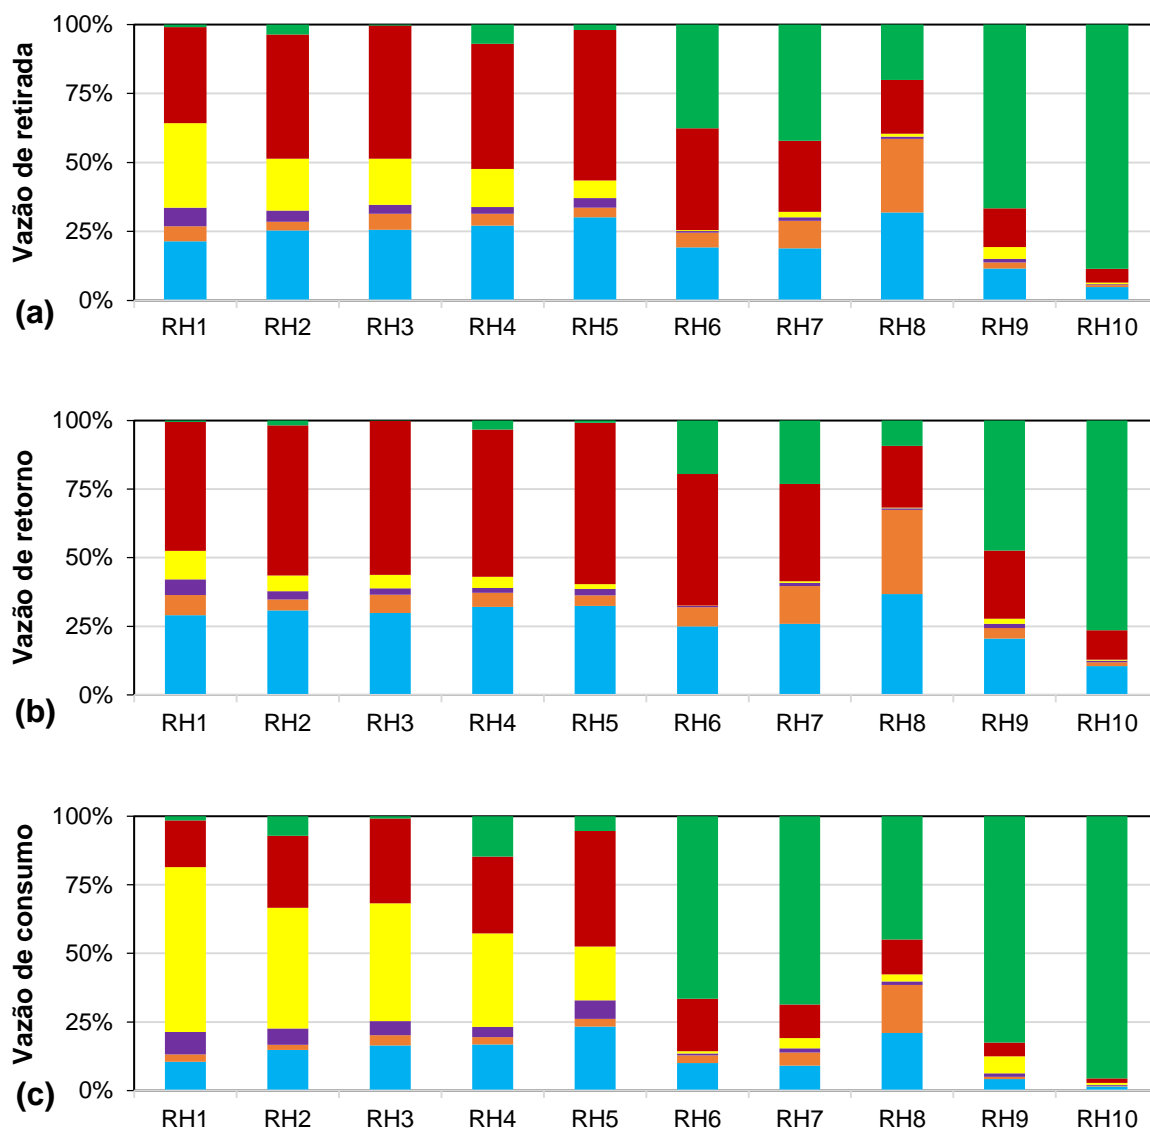 Vazão de retirada
100%
75%
50%
25%
0%
(a)
RH1 RH2 RH3 RH4 RH5 RH6 RH7 RH8 RH9 RH10
Vazão de retorno
100%
75%
50%
25%
0%
(b)
RH1 RH2 RH3 RH4 RH5 RH6 RH7 RH8 RH9 RH10
Vazão de consumo
100%
75%
50%
25%
0%
(c)
RH1 RH2 RH3 RH4 RH5 RH6 RH7 RH8 RH9 RH10